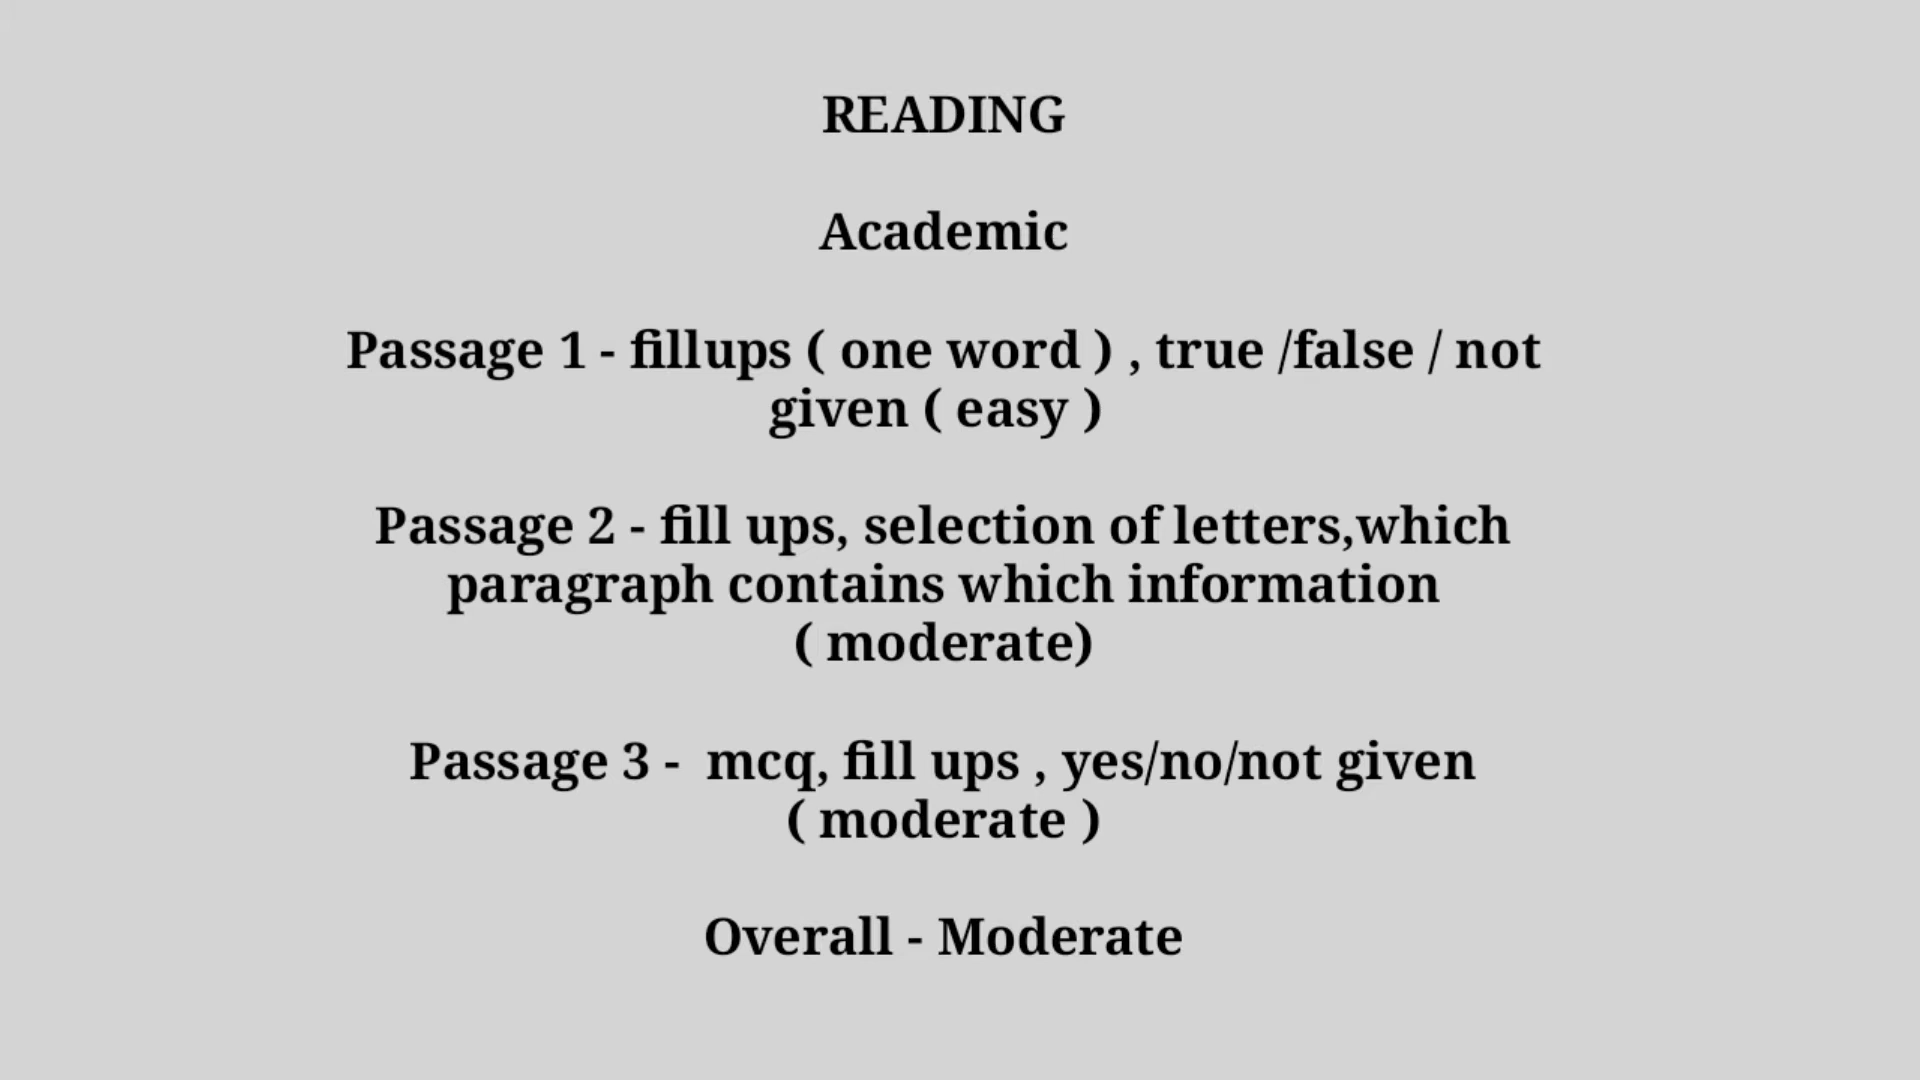 READING
Academic
Passage 1 - fillups ( one word ) , true /false / not
given ( easy )
Passage 2 - fill ups, selection of letters,which
paragraph contains which information
( moderate)
Passage 3 -  mcq, fill ups , yes/no/not given
( moderate )
Overall - Moderate